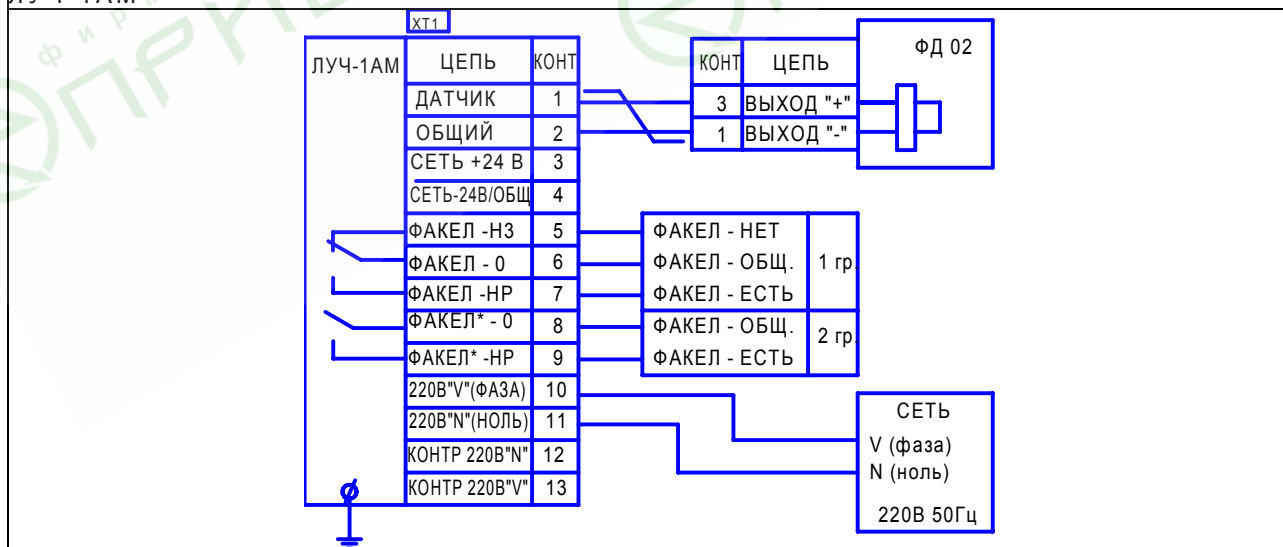 ЛУЧ-1АМ
XT1
ЛУЧ-1АМ ЦЕПЬ КОНТ
ДАТЧИК 1
ОБЩИЙ 2
СЕТЬ +24 В 3
СЕТЬ-24В/ОБЩ 4
ФАКЕЛ -НЗ 5
ФАКЕЛ - 0 6
ФАКЕЛ -НР 7
ФАКЕЛ* - 0 8
ФАКЕЛ* -НР 9
220В"V"(ФАЗА) 10
220В"N"(НОЛЬ) 11
КОНТР 220В"N" 12
КОНТР 220В"V" 13
ФД 02
КОНТ ЦЕПЬ
3 ВЫХОД "+"
1 ВЫХОД "-"
ФАКЕЛ - НЕТ
ФАКЕЛ - ОБЩ. 1 гр.
ФАКЕЛ - ЕСТЬ
ФАКЕЛ - ОБЩ. 2 гр.
ФАКЕЛ - ЕСТЬ
СЕТЬ
V (фаза)
N (ноль)
220В 50Гц